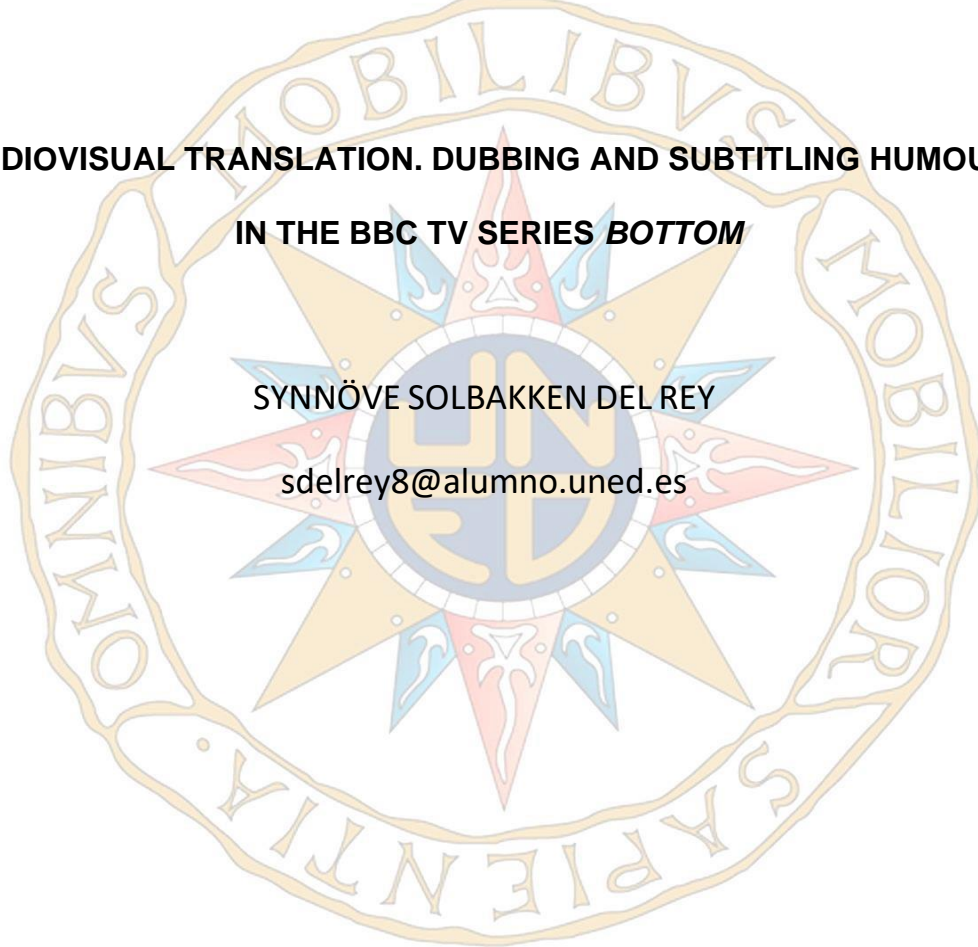 DIOVISUAL TRANSLATION. DUBBING AND SUBTITLING HUMOU
IN THE BBC TV SERIES BOTTOM
SYNNÖVE SOLBAKKEN DEL REY
sdelrey8@alumno.uned.es
OMNIBVS MOBILIBVS MOBILIOR SAPIENTIA
UNED